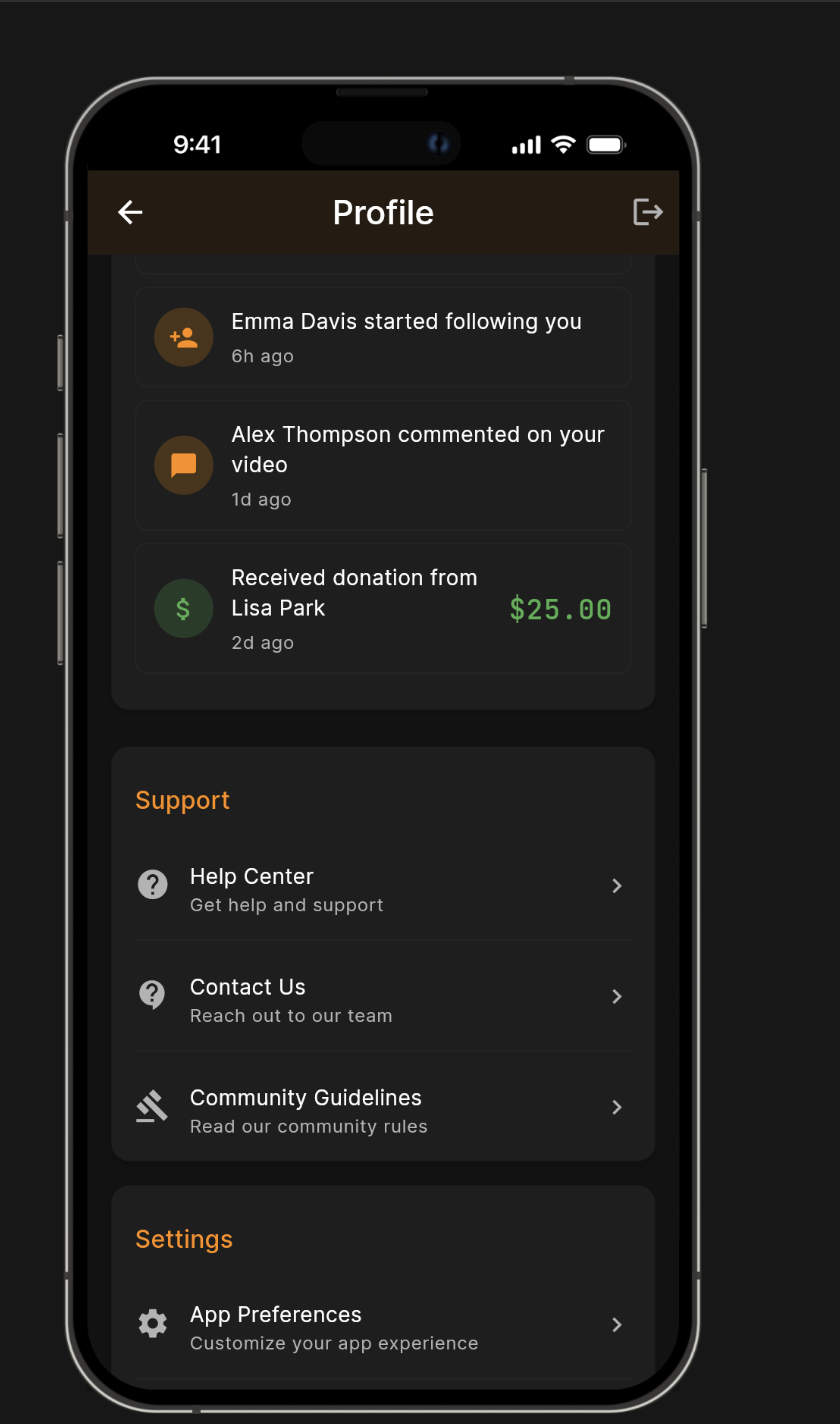 9:41
Profile
Emma Davis started following you
6h ago
Alex Thompson commented on your
video
1d ago
Received donation from
Lisa Park
$25.00
2d ago
Support
Help Center
Get help and support
Contact Us
Reach out to our team
Community Guidelines
Read our community rules
Settings
App Preferences
Customize your app experience